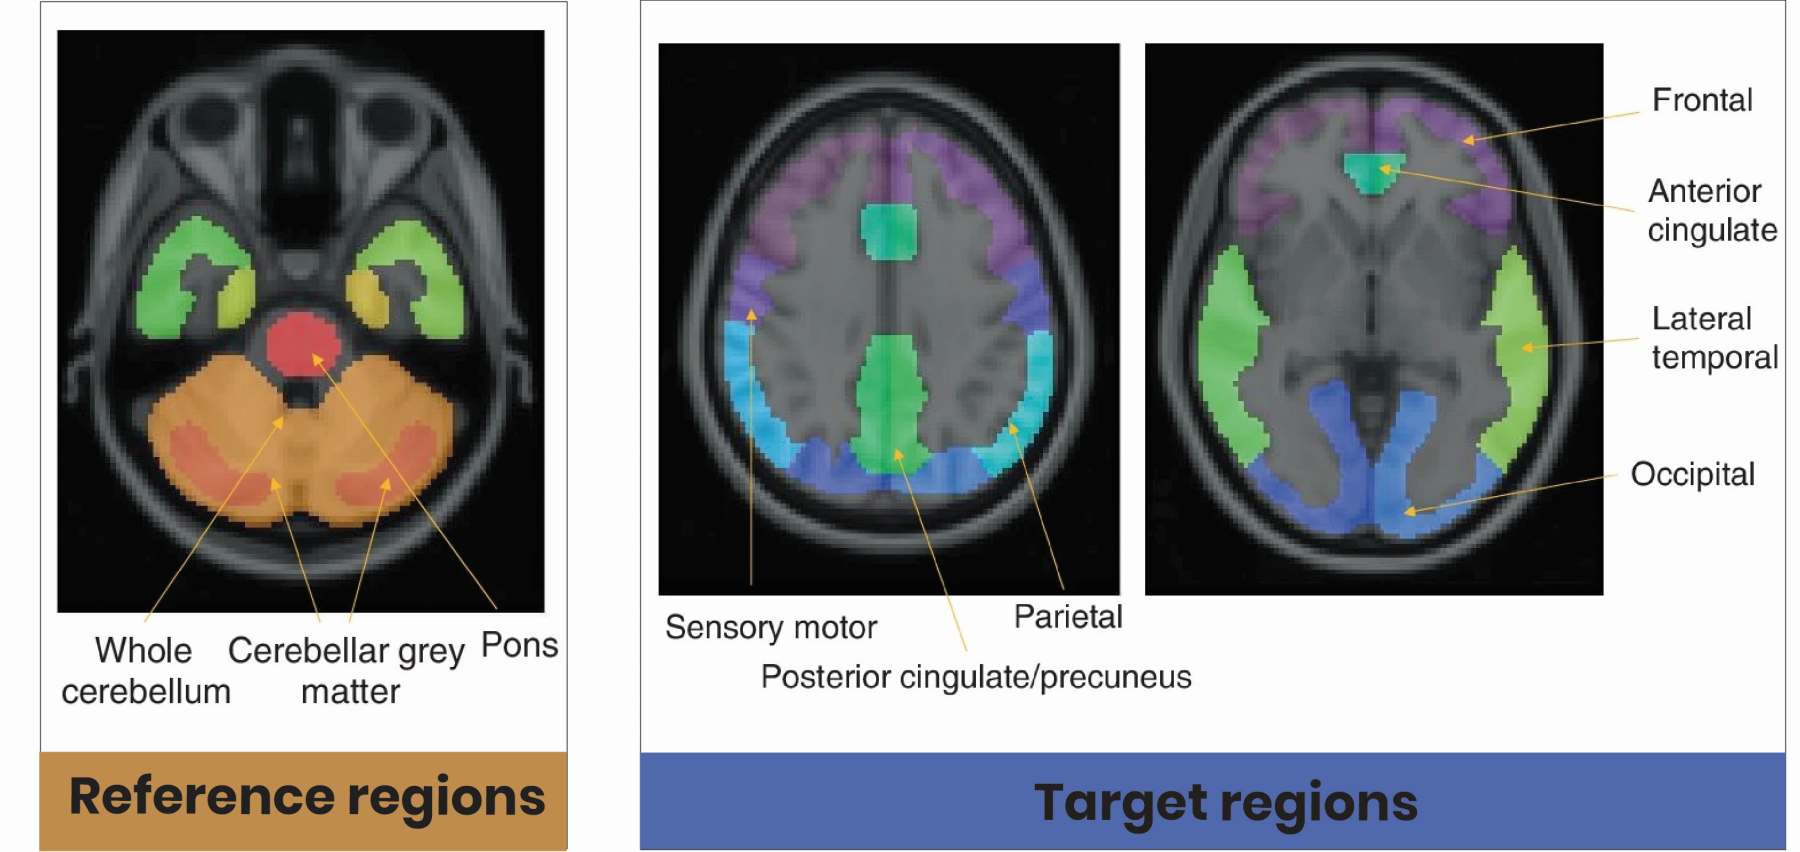 Whole
cerebellum
Cerebellar grey
matter
Pons
Reference regions
Sensory motor
Parietal
Posterior cingulate/precuneus
Frontal
Anterior
cingulate
Lateral
temporal
Occipital
Target regions